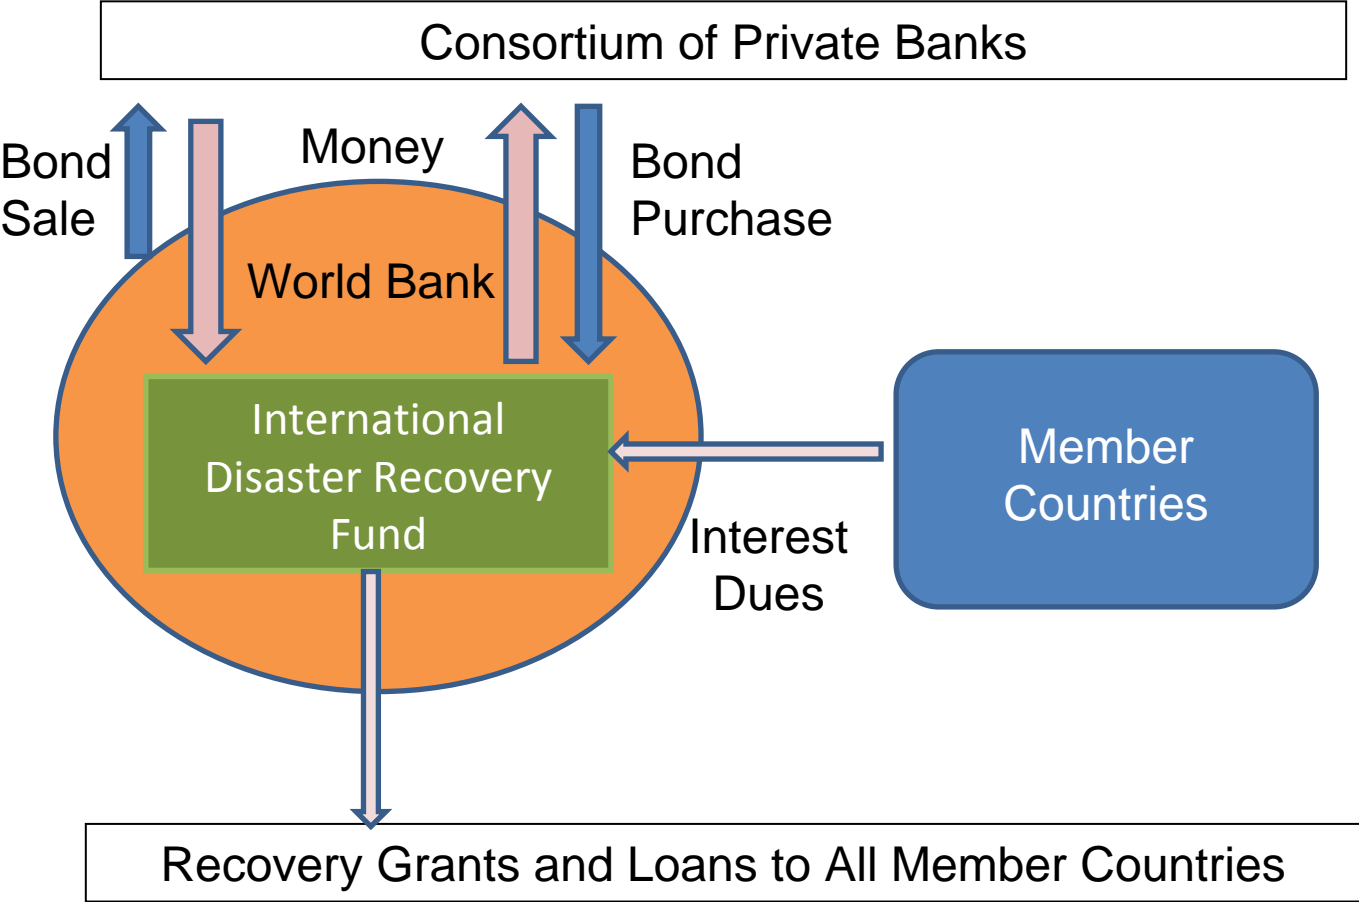 Consortium of Private Banks
Bond
Sale
Money
Bond
Purchase
World Bank
International
Disaster Recovery
Fund
Member
Countries
Interest
Dues
Recovery Grants and Loans to All Member Countries